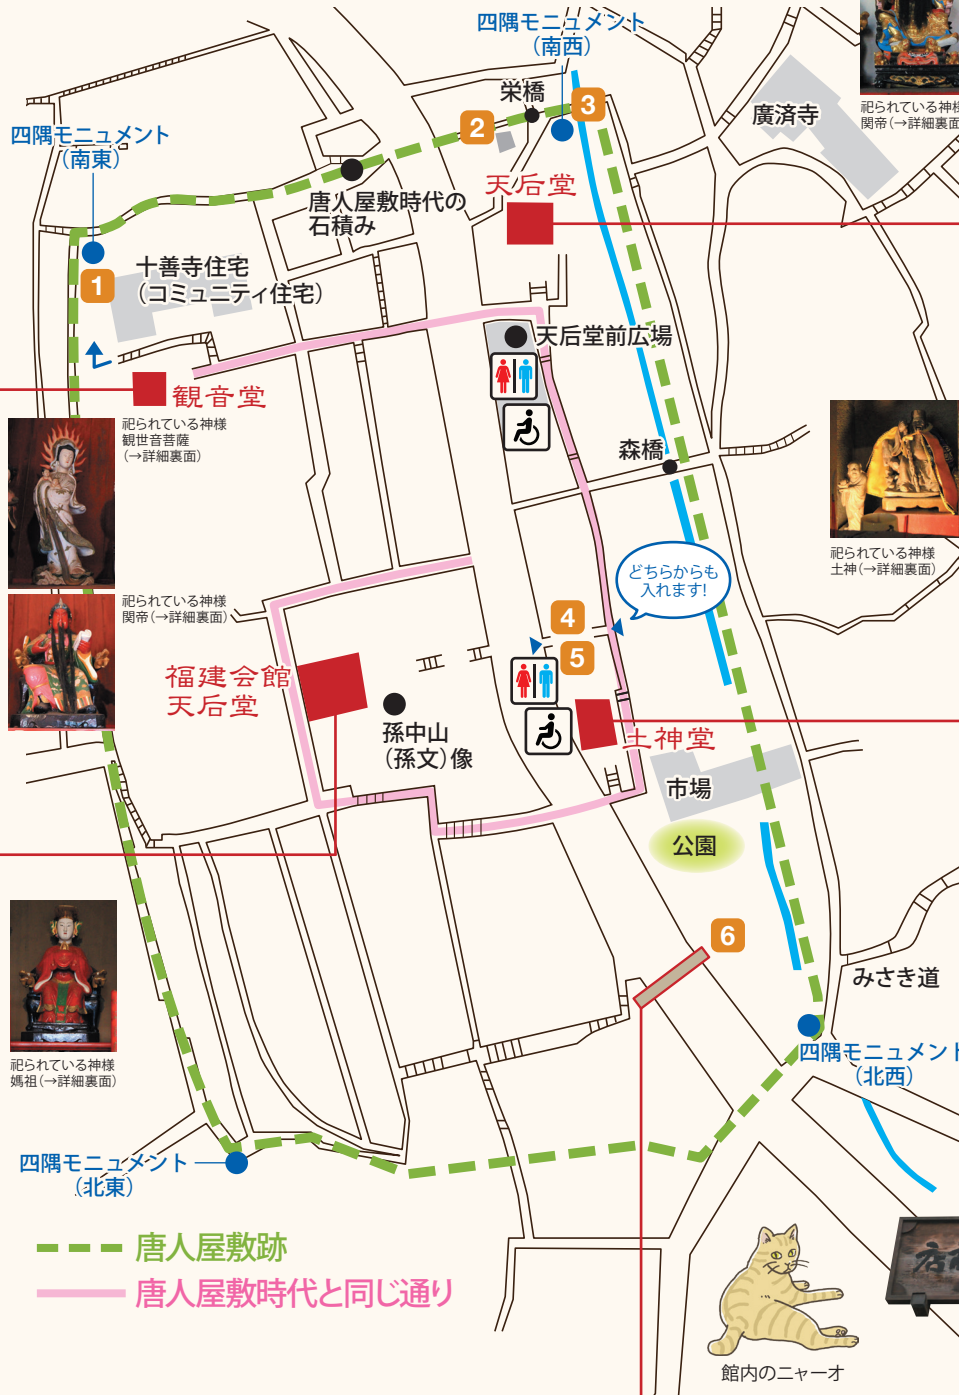 四隅モニュメント
(南西)
栄橋
3
2
廣済寺
祀られている神様
関帝(→詳細裏面
四隅モニュメント
(南東)
天后堂
唐人屋敷時代の
石積み
1
十善寺住宅
(コミュニティ住宅)
天后堂前広場
観音堂
祀られている神様
観世音菩薩
(→詳細裏面)
森橋
祀られている神様
土神(→詳細裏面)
どちらからも
入れます!
祀られている神様
関帝(→詳細裏面)
4
5
福建会館
天后堂
孫中山
(孫文)像
土神堂
市場
公園
6
みさき道
祀られている神様
媽祖(→詳細裏面)
四隅モニュメント
(北西)
四隅モニュメント
(北東)
唐人屋敷跡
唐人屋敷時代と同じ通り
館内のニャーオ